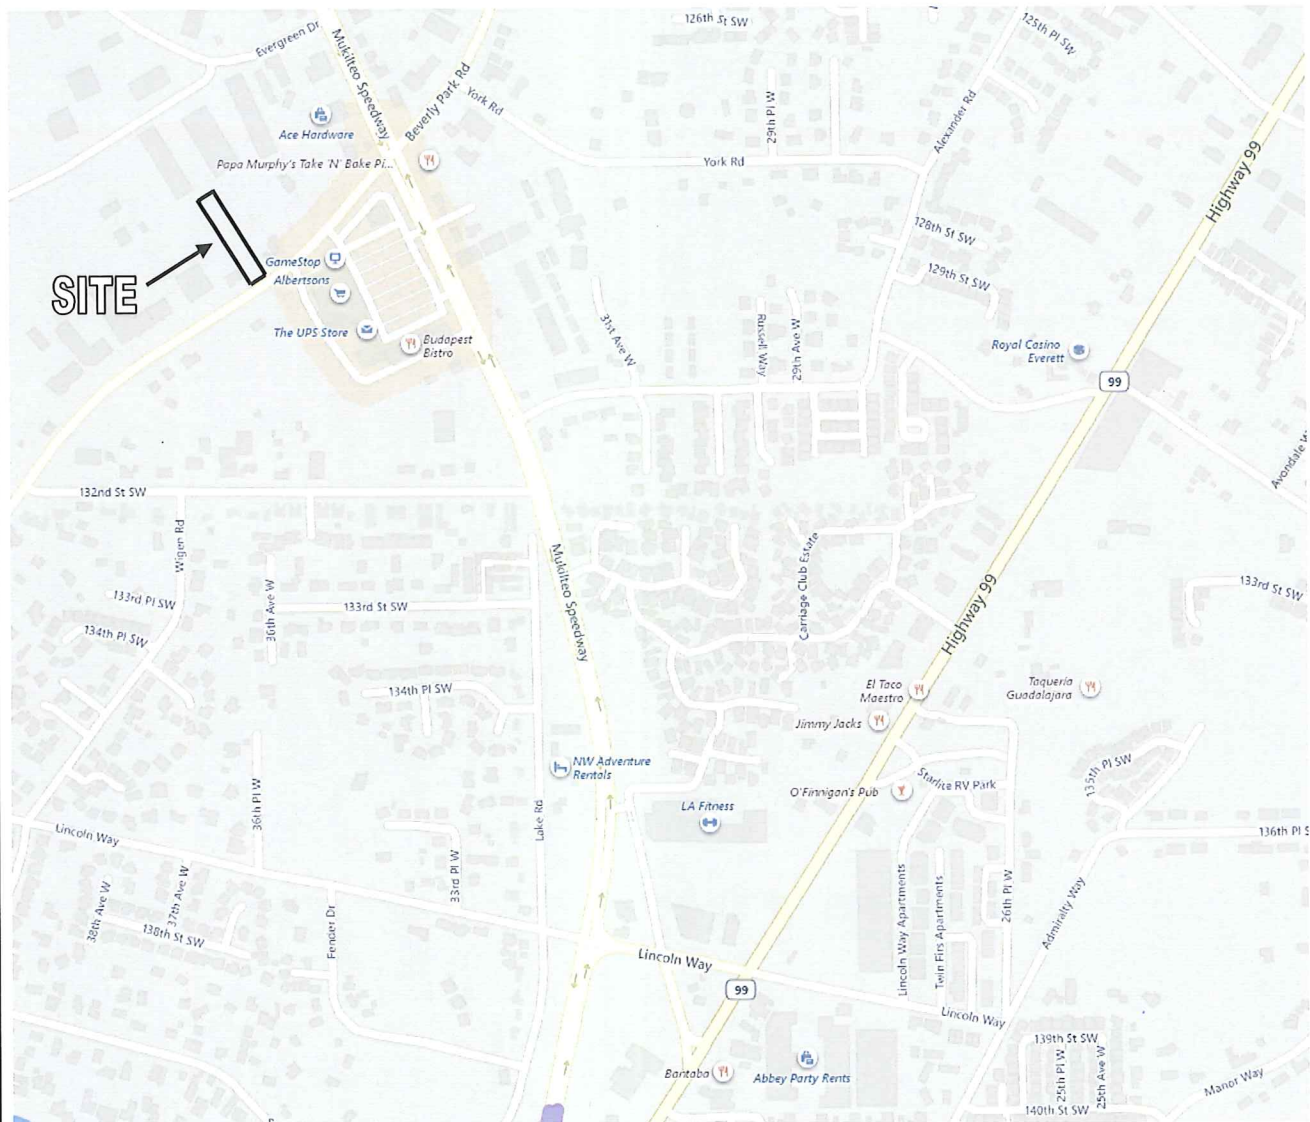 126th St SW
125th Pl SW
Evergreen Dr
Mukilteo Speedway
Beverly Park Rd
York Rd
29th Pl W
Alexander Rd
Ace Hardware
Papa Murphy's Take 'N' Bake Pi...
York Rd
Highway 99
SITE
GameStop
Albertsons
The UPS Store
Budapest
Bistro
128th St SW
129th St SW
31st Ave W
Russell Way
29th Ave W
Royal Casino
Everett
99
Avondale
132nd St SW
Wigen Rd
Mukilteo Speedway
Carriage Club Estate
Highway 99
133rd St SW
133rd Pl SW
134th Pl SW
36th Ave W
133rd St SW
134th Pl SW
El Taco
Maestro
Taqueria
Guadalajara
Jimmy Jacks
NW Adventure
Rentals
O'Finnigan's Pub
Starlite RV Park
135th Pl SW
LA Fitness
36th Pl W
Lake Rd
Lincoln Way
136th Pl S
33rd Pl W
38th Ave W
37th Ave W
138th St SW
Fender Dr
Lincoln Way Apartments
Twin Firs Apartments
26th Pl W
Admiralty Way
Lincoln Way
99
Lincoln Way
139th St SW
25th Pl W
25th Ave W
Bantaba
Abbey Party Rents
Manor Way
140th St SW